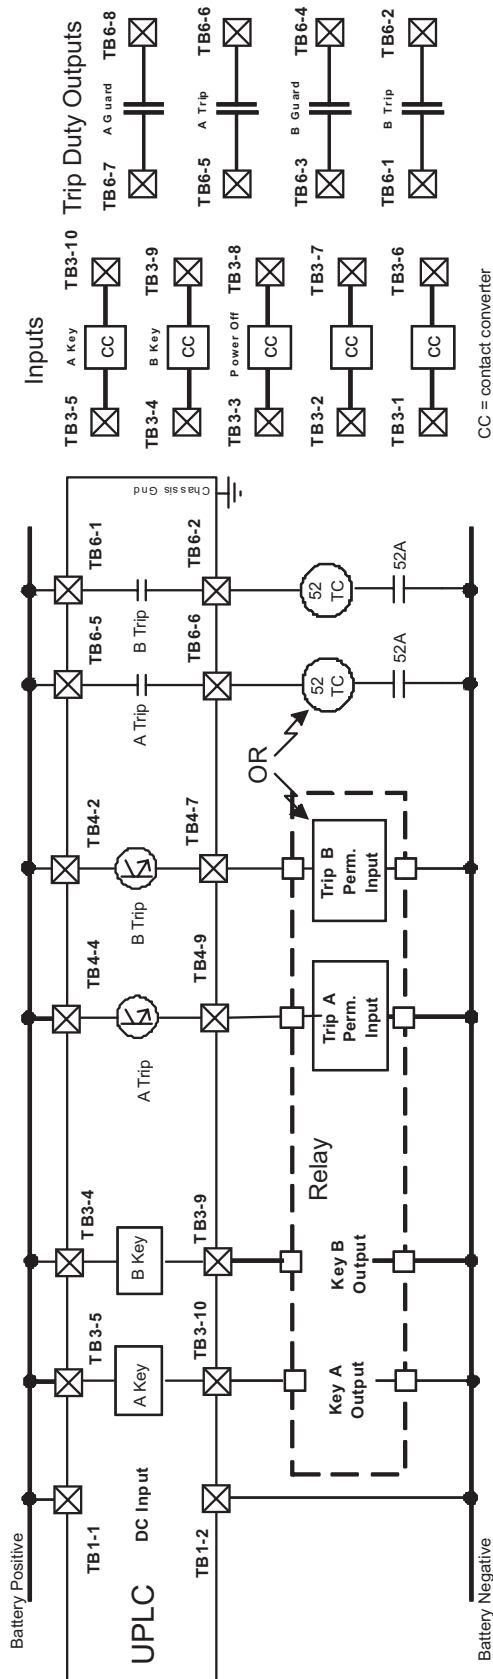 Battery Positive
UPLC
DC Input
TB1-1
TB1-2
TB3-5
A Key
TB3-10
TB3-4
B Key
TB3-9
TB4-4
A Trip
TB4-9
TB4-2
B Trip
TB4-7
TB6-5
A Trip
TB6-6
TB6-1
B Trip
TB6-2
Chassis Gnd
Relay
Key A
Output
Key B
Output
Trip A
Perm.
Input
Trip B
Perm.
Input
OR
52
TC
52A
52
TC
52A
Battery Negative
Inputs
TB3-5
A Key
CC
TB3-10
TB3-4
B Key
CC
TB3-9
TB3-3
Power Off
CC
TB3-8
TB3-2
CC
TB3-7
TB3-1
CC
TB3-6
CC = contact converter
Trip Duty Outputs
TB6-7
A Guard
TB6-8
TB6-5
A Trip
TB6-6
TB6-3
B Guard
TB6-4
TB6-1
B Trip
TB6-2